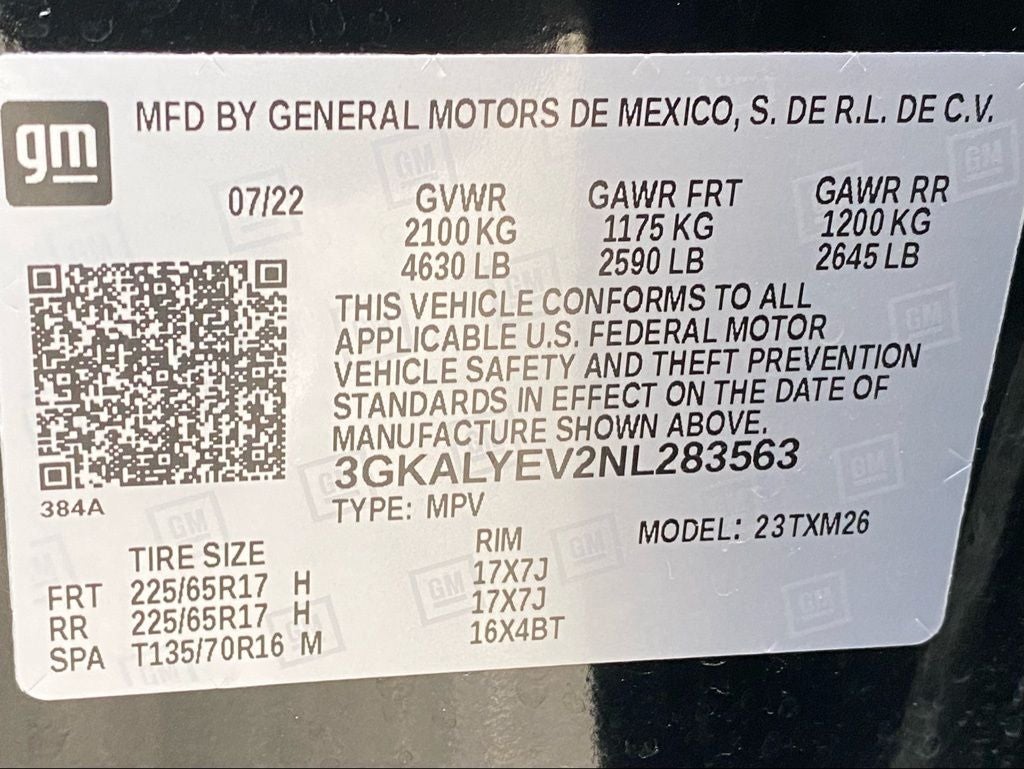 gm
MFD BY GENERAL MOTORS DE MEXICO, S. DE R.L. DE C.V.
07/22 GVWR GAWR FRT GAWR RR
2100 KG 1175 KG 1200 KG
4630 LB 2590 LB 2645 LB
THIS VEHICLE CONFORMS TO ALL
APPLICABLE U.S. FEDERAL MOTOR
VEHICLE SAFETY AND THEFT PREVENTION
STANDARDS IN EFFECT ON THE DATE OF
MANUFACTURE SHOWN ABOVE.
3GKALYEV2NL283563
384A
TYPE: MPV MODEL: 23TXM26
TIRE SIZE RIM
FRT 225/65R17 H 17X7J
RR 225/65R17 H 17X7J
SPA T135/70R16 M 16X4BT